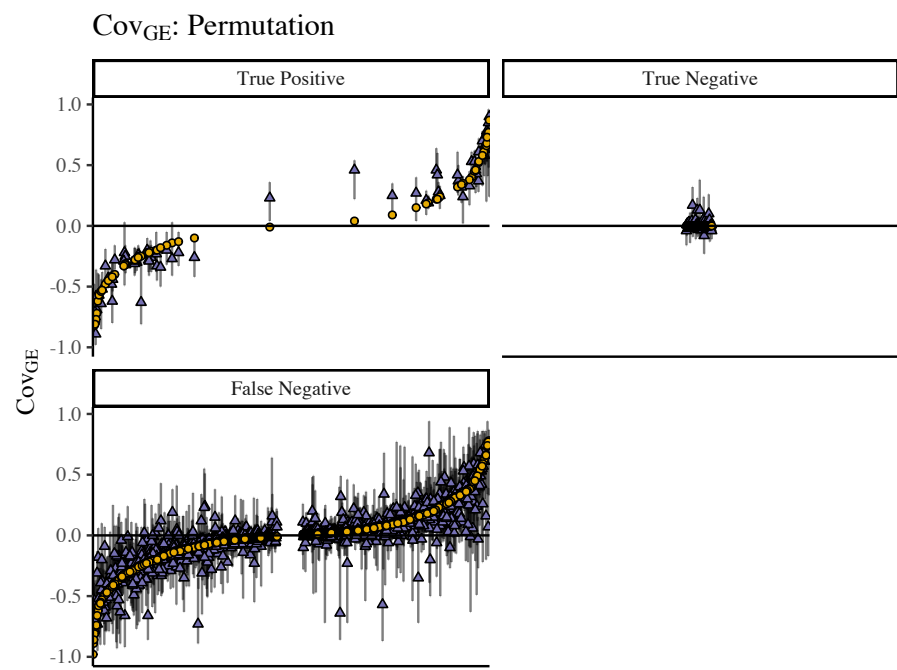 CovGE: Permutation
True Positive
True Negative
1.0
0.5
0.0
-0.5
-1.0
False Negative
1.0
0.5
0.0
-0.5
-1.0
CovGE